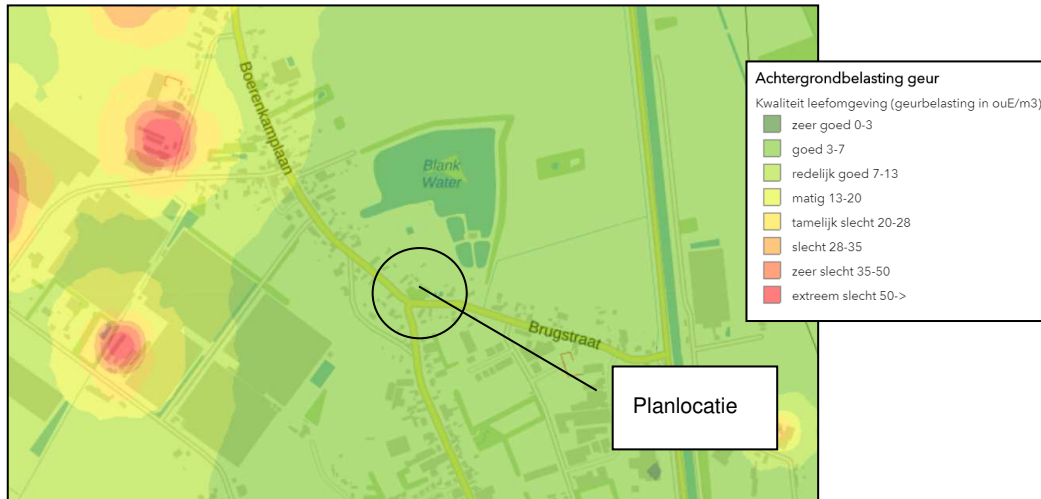 Boerenkamplaan
Blank
Water
Brugstraat
Planlocatie
Achtergrondbelasting geur
Kwaliteit leefomgeving (geurbelasting in ouE/m3)
zeer goed 0-3
goed 3-7
redelijk goed 7-13
matig 13-20
tamelijk slecht 20-28
slecht 28-35
zeer slecht 35-50
extreem slecht 50->